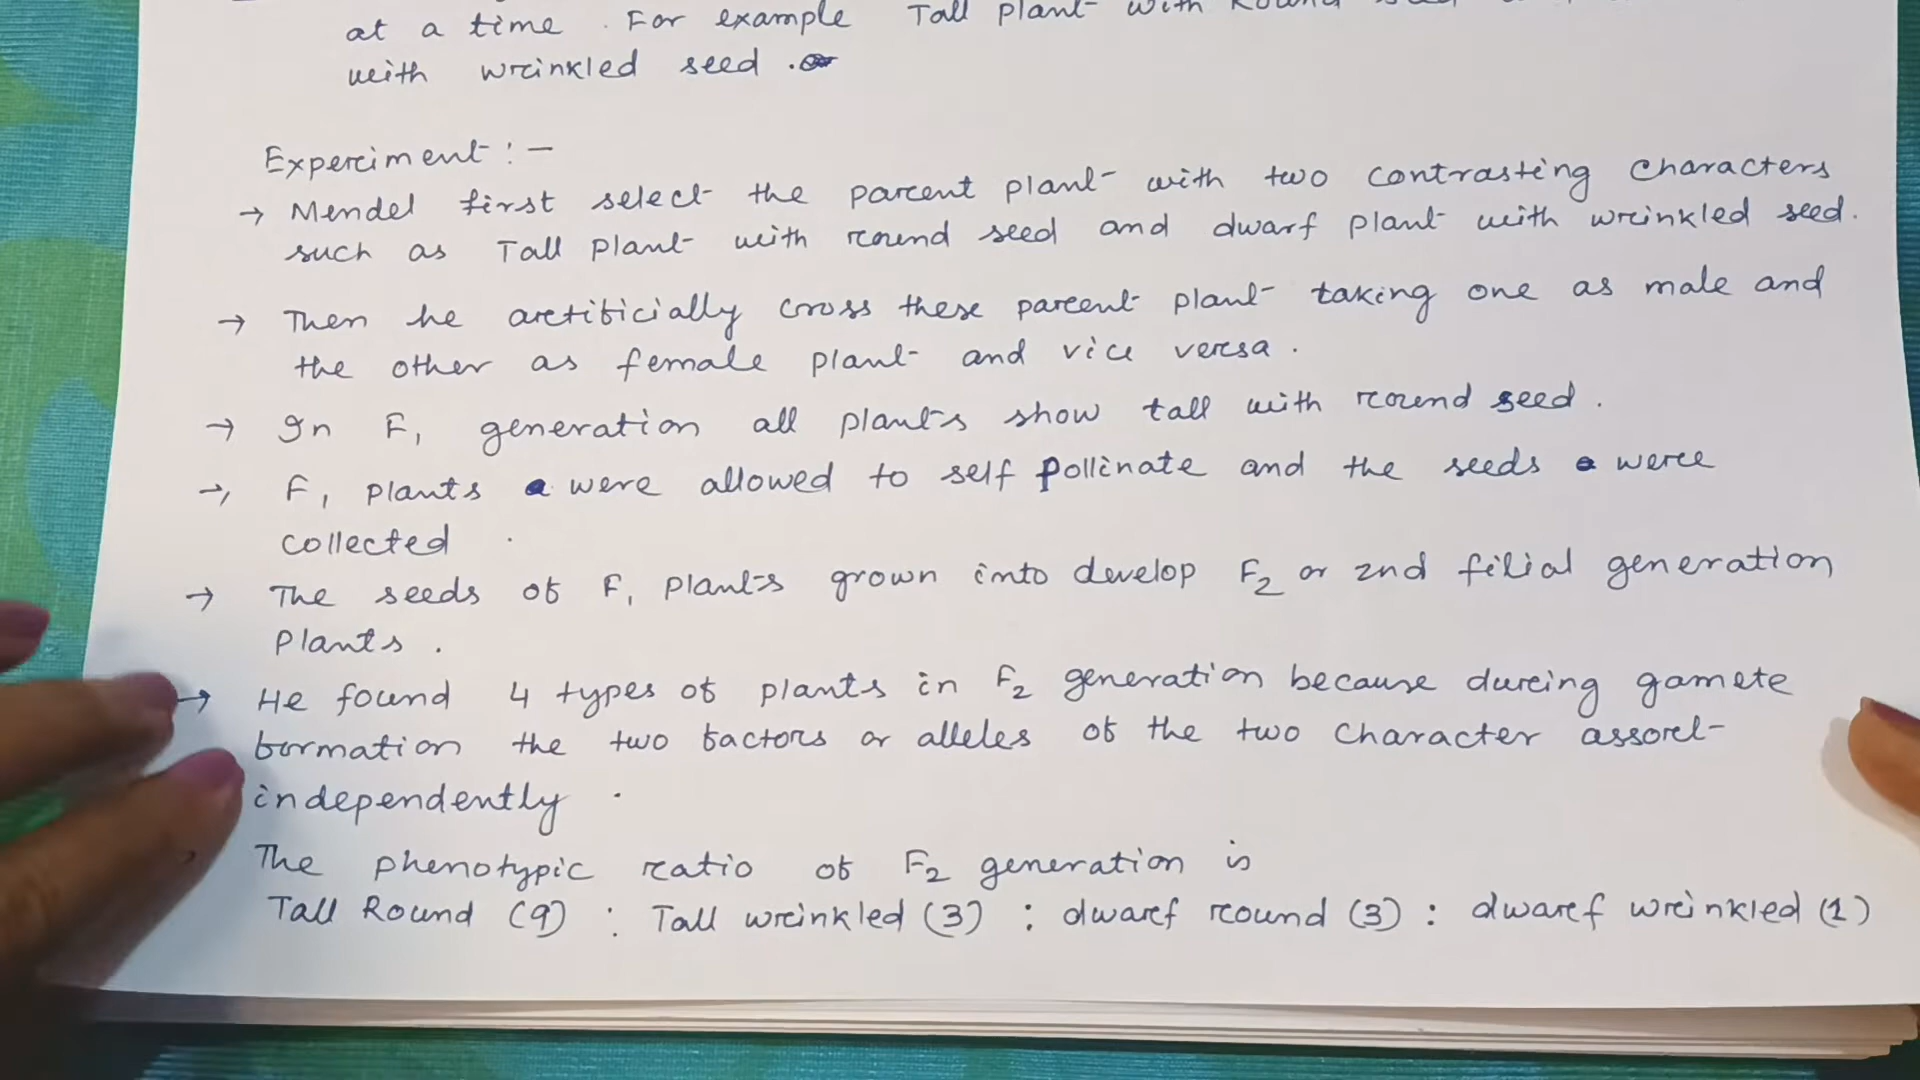 at a time. For example Tall plant with Round seed
with wrinkled seed.
Experiment :-
→ Mendel first select the parent plant with two contrasting characters
such as Tall plant with round seed and dwarf plant with wrinkled seed.
→ Then he artificially cross these parent plant taking one as male and
the other as female plant and vice versa.
→ In F1 generation all plants show tall with round seed.
→ F1 plants were allowed to self pollinate and the seeds were
collected.
→ The seeds of F1 plants grown into develop F2 or 2nd filial generation
plants.
→ He found 4 types of plants in F2 generation because during gamete
formation the two factors or alleles of the two character assort
independently.
The phenotypic ratio of F2 generation is
Tall Round (9) : Tall wrinkled (3) : dwarf round (3) : dwarf wrinkled (1)